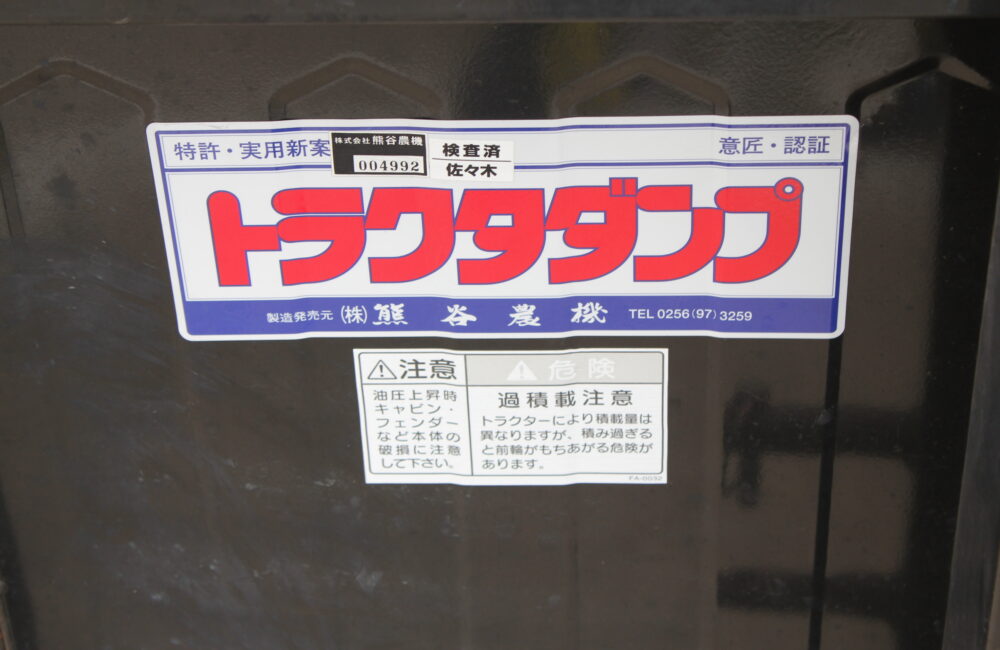 特許・実用新案
株式会社 熊谷農機
004992
検査済
佐々木
意匠・認証
トラクタダンプ
製造発売元 (株) 熊谷農機 TEL 0256(97)3259
⚠注意
油圧上昇時
キャビン・
フェンダー
など本体の
破損に注意
して下さい。
⚠危険
過積載注意
トラクターにより積載量は
異なりますが、積み過ぎる
と前輪がもちあがる危険が
あります。
FA-0032